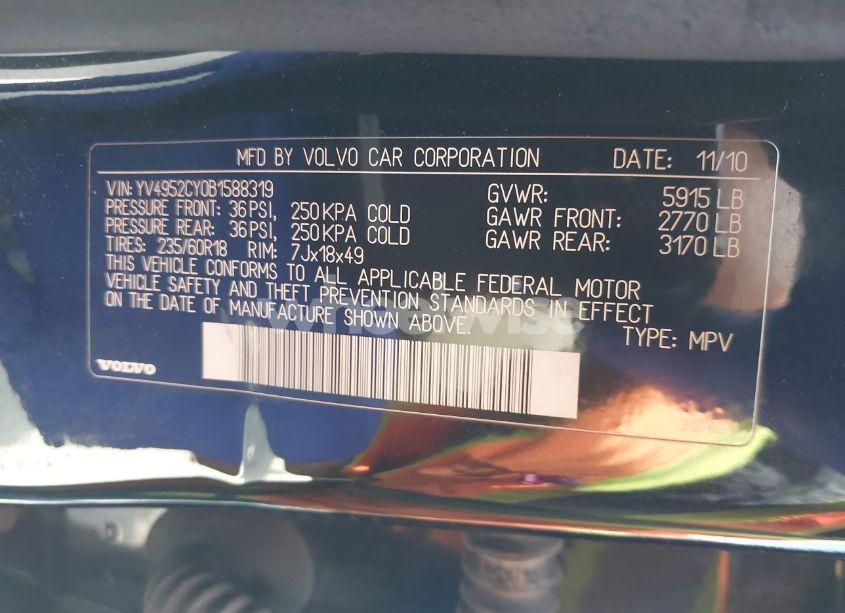 MFD BY VOLVO CAR CORPORATION DATE: 11/10
VIN: YV4952CY0B1588319 GVWR: 5915 LB
PRESSURE FRONT: 36 PSI, 250 KPA COLD GAWR FRONT: 2770 LB
PRESSURE REAR: 36 PSI, 250 KPA COLD GAWR REAR: 3170 LB
TIRES: 235/60R18 RIM: 7Jx18x49
THIS VEHICLE CONFORMS TO ALL APPLICABLE FEDERAL MOTOR
VEHICLE SAFETY AND THEFT PREVENTION STANDARDS IN EFFECT
ON THE DATE OF MANUFACTURE SHOWN ABOVE.
TYPE: MPV
VOLVO